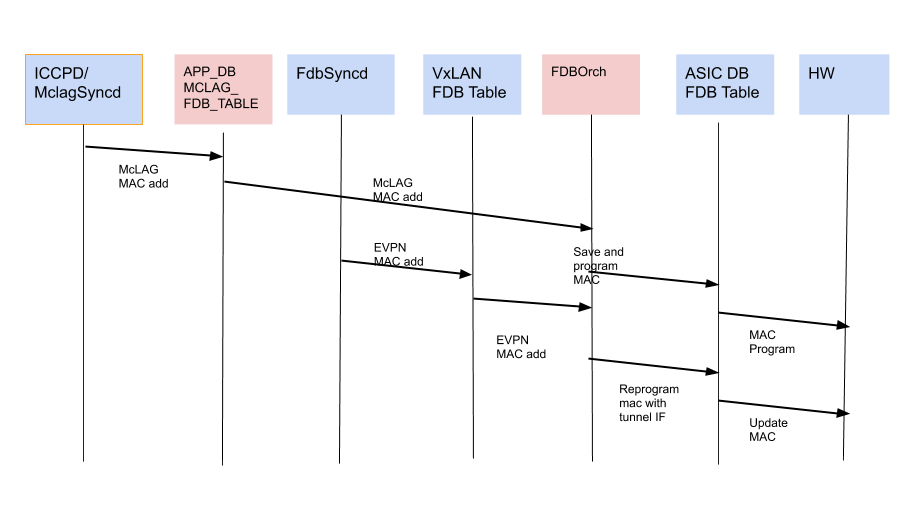 ICCPD/
MclagSyncd
APP_DB
MCLAG_
FDB_TABLE
FdbSyncd
VxLAN
FDB Table
FDBOrch
ASIC DB
FDB Table
HW
McLAG
MAC add
McLAG
MAC add
EVPN
MAC add
Save and
program
MAC
EVPN
MAC add
MAC
Program
Reprogram
mac with
tunnel IF
Update
MAC